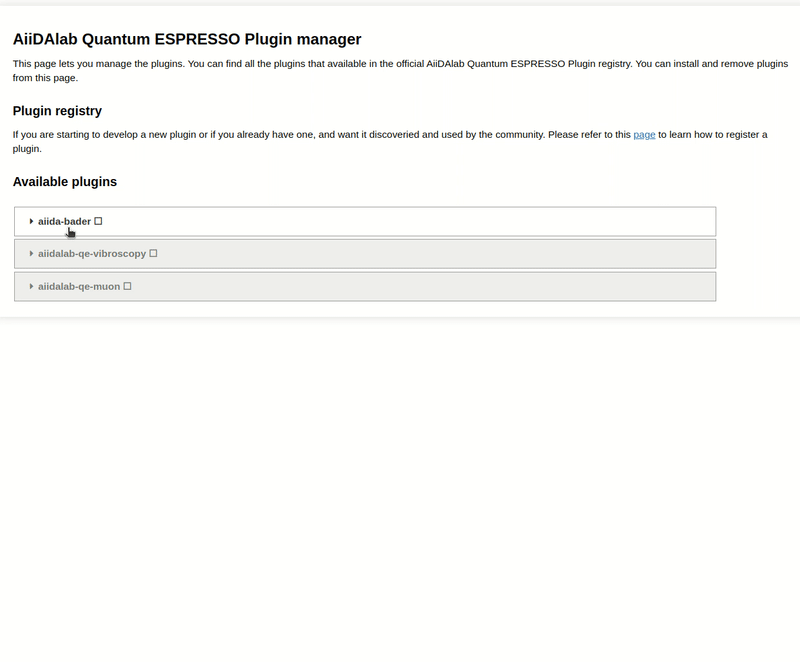 AiiDAlab Quantum ESPRESSO Plugin manager
This page lets you manage the plugins. You can find all the plugins that available in the official AiiDAlab Quantum ESPRESSO Plugin registry. You can install and remove plugins
from this page.
Plugin registry
If you are starting to develop a new plugin or if you already have one, and want it discoveried and used by the community. Please refer to this page to learn how to register a
plugin.
Available plugins
aiida-bader ☐
aiidalab-qe-vibroscopy ☐
aiidalab-qe-muon ☐